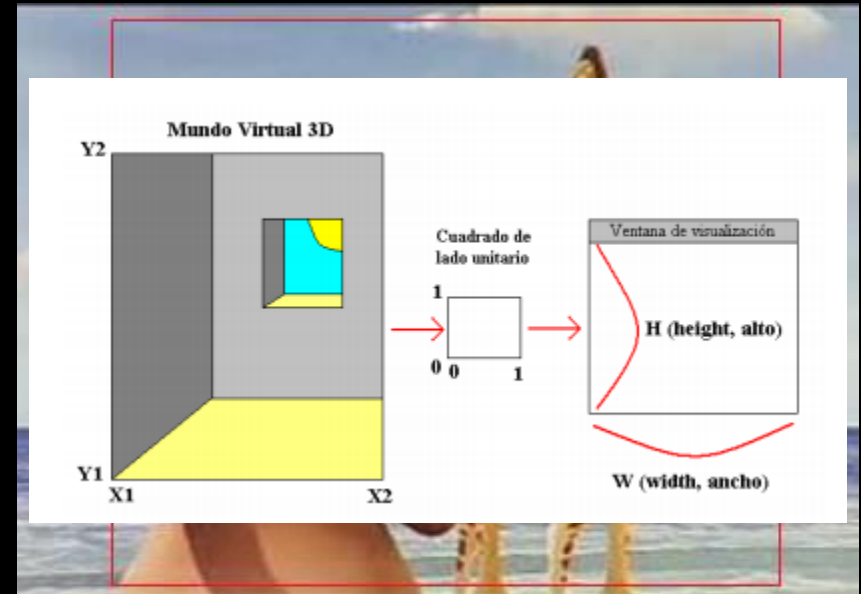 Mundo Virtual 3D
Y2
Y1
X1
X2
Cuadrado de
lado unitario
1
0
0
1
Ventana de visualización
H (height, alto)
W (width, ancho)